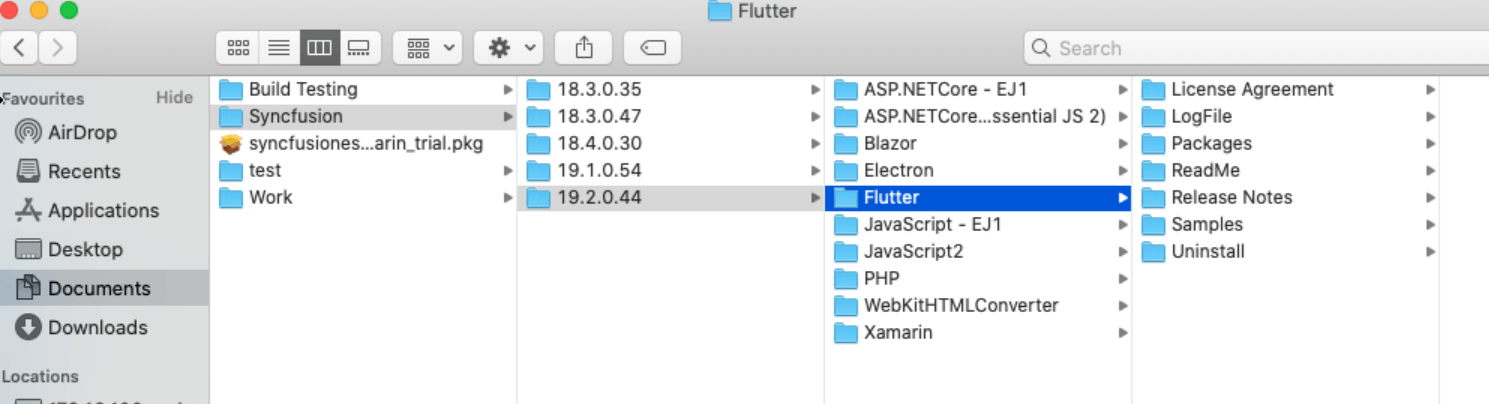 Flutter
Search
Favourites
Hide
AirDrop
Recents
Applications
Desktop
Documents
Downloads
Locations
Build Testing
Syncfusion
syncfusiones...arin_trial.pkg
test
Work
18.3.0.35
18.3.0.47
18.4.0.30
19.1.0.54
19.2.0.44
ASP.NETCore - EJ1
ASP.NETCore...ssential JS 2)
Blazor
Electron
Flutter
JavaScript - EJ1
JavaScript2
PHP
WebKitHTMLConverter
Xamarin
License Agreement
LogFile
Packages
ReadMe
Release Notes
Samples
Uninstall